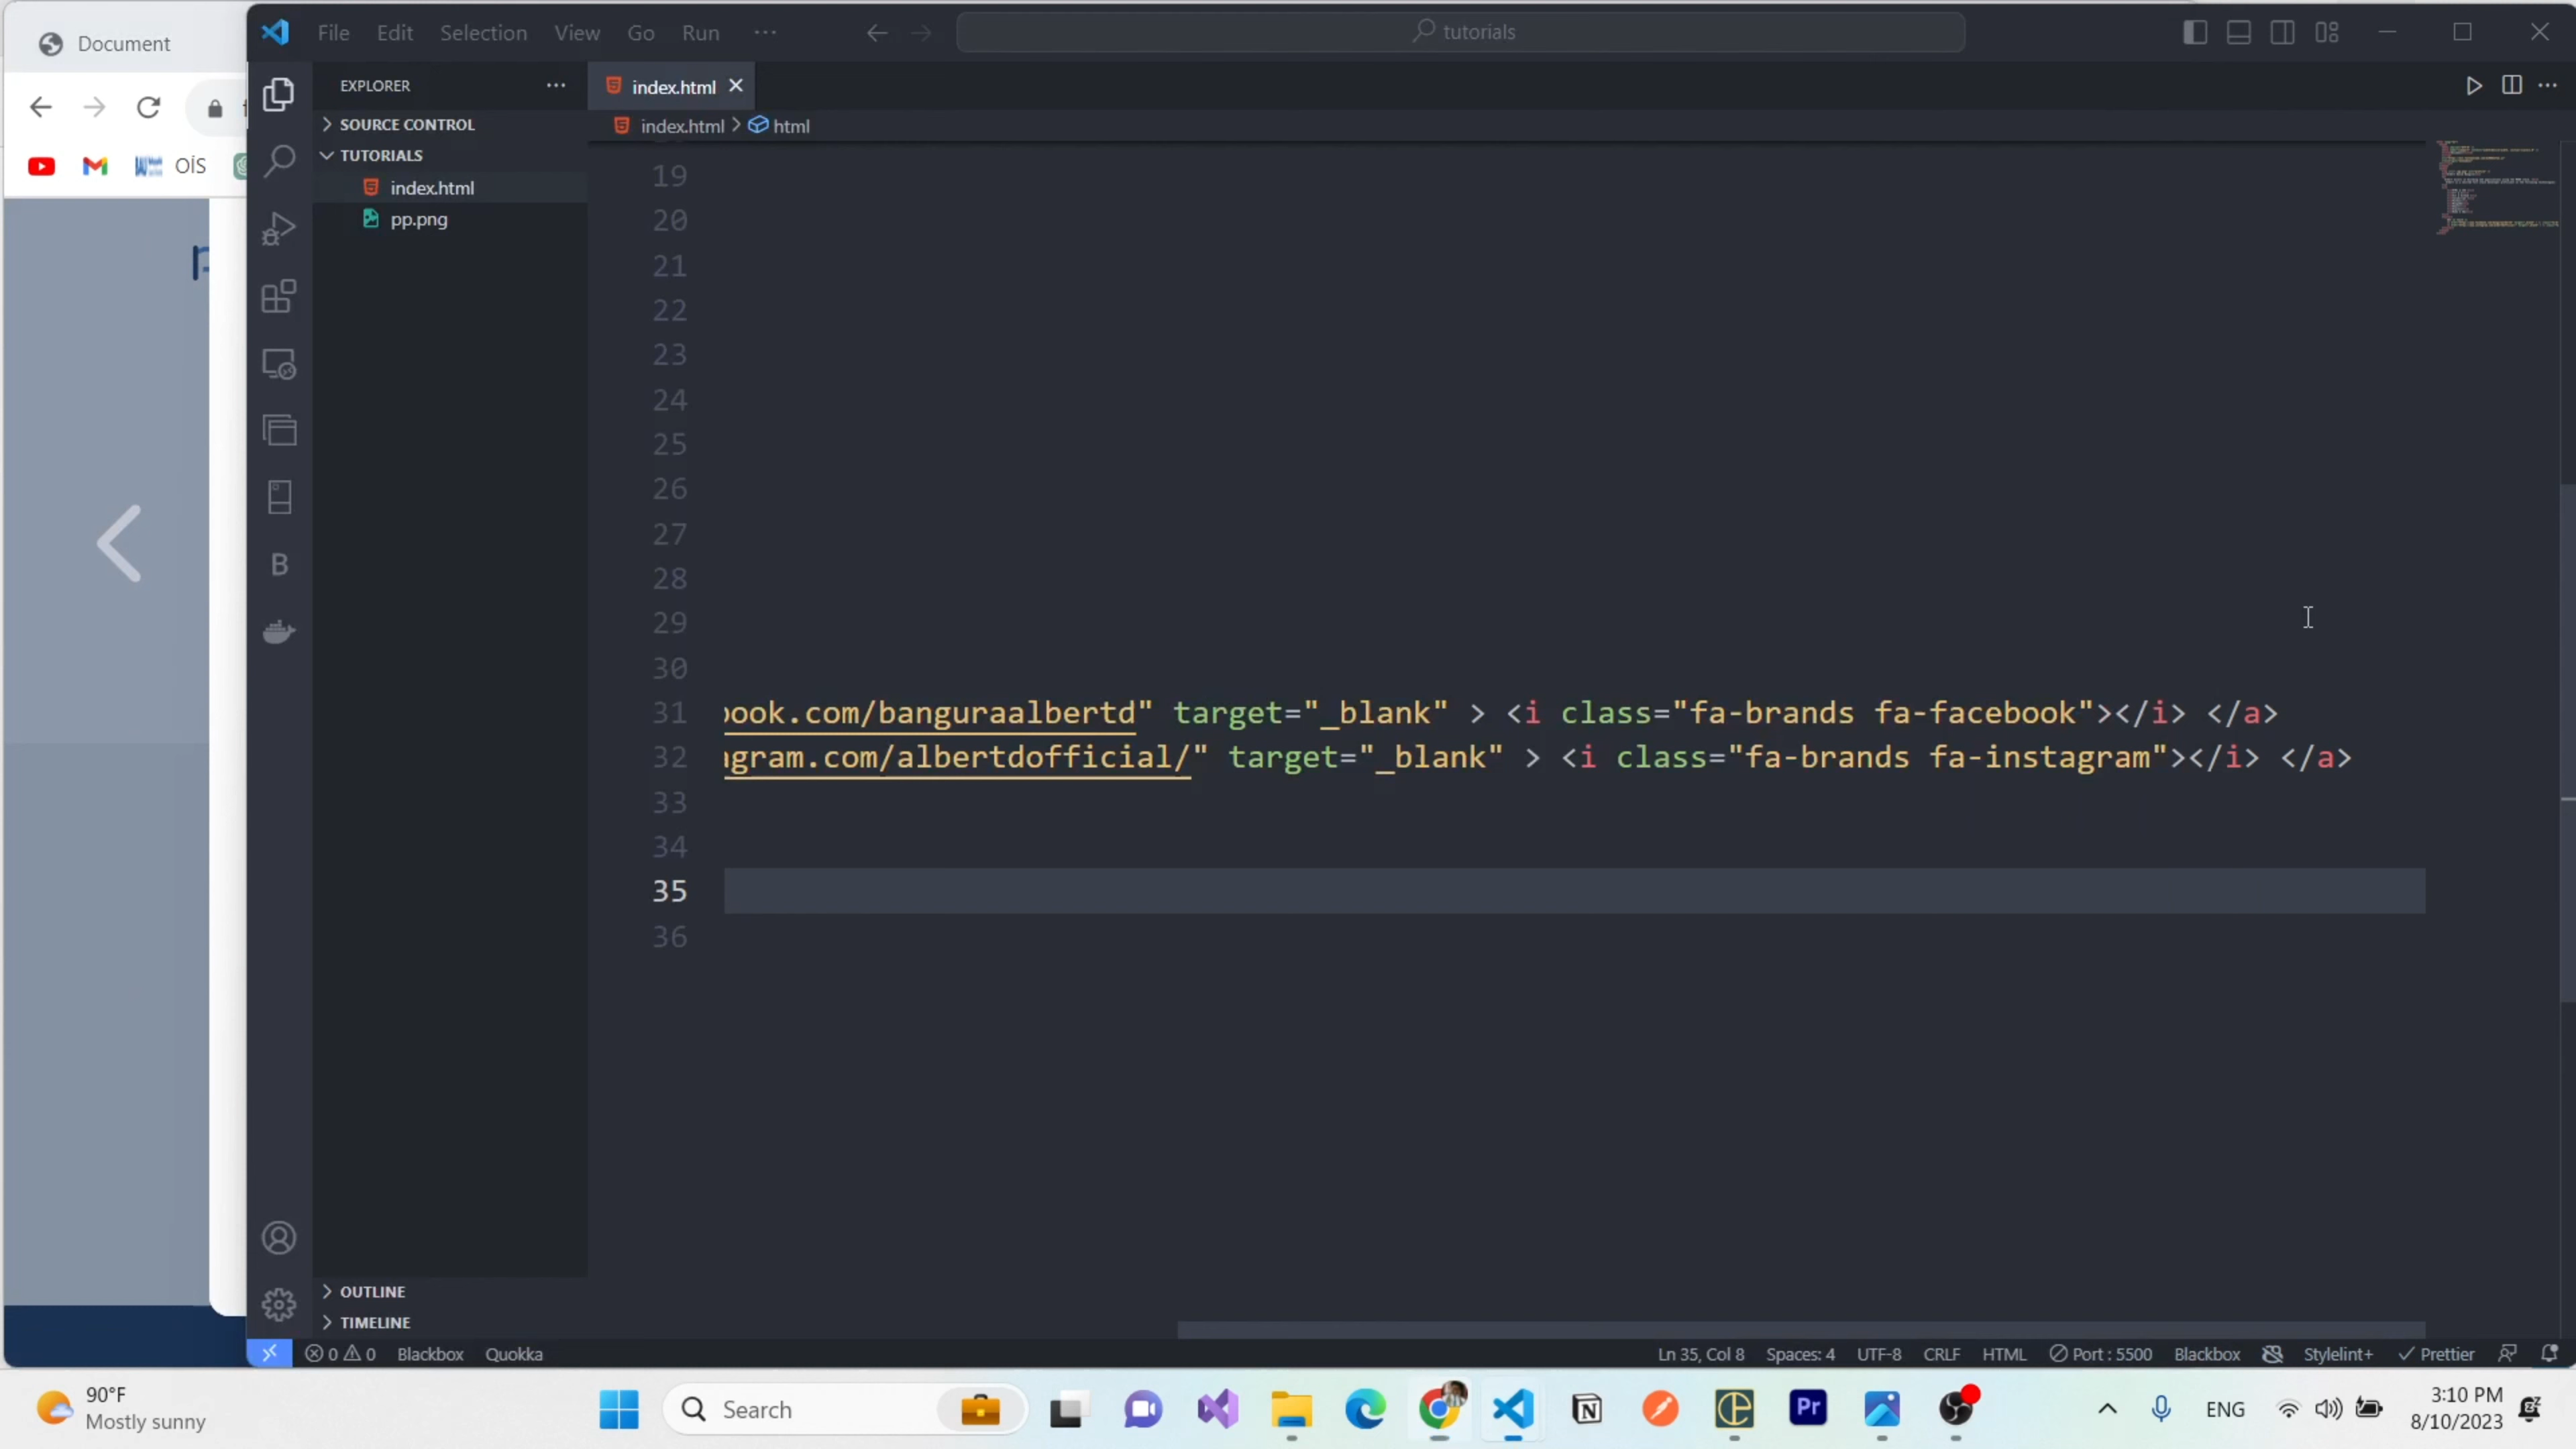 Document
File Edit Selection View Go Run ···
tutorials
EXPLORER
index.html
SOURCE CONTROL
index.html > html
TUTORIALS
OİS
index.html
pp.png
19
20
21
22
23
24
25
26
27
28
29
30
31 book.com/banguraalbertd" target="_blank" > <i class="fa-brands fa-facebook"></i> </a>
32 agram.com/albertdofficial/" target="_blank" > <i class="fa-brands fa-instagram"></i> </a>
33
34
35
36
B
OUTLINE
TIMELINE
0 0 Blackbox Quokka Ln 35, Col 8 Spaces: 4 UTF-8 CRLF HTML Port : 5500 Blackbox Stylelint+ Prettier
90°F
Mostly sunny
Search
Pr
ENG
3:10 PM
8/10/2023